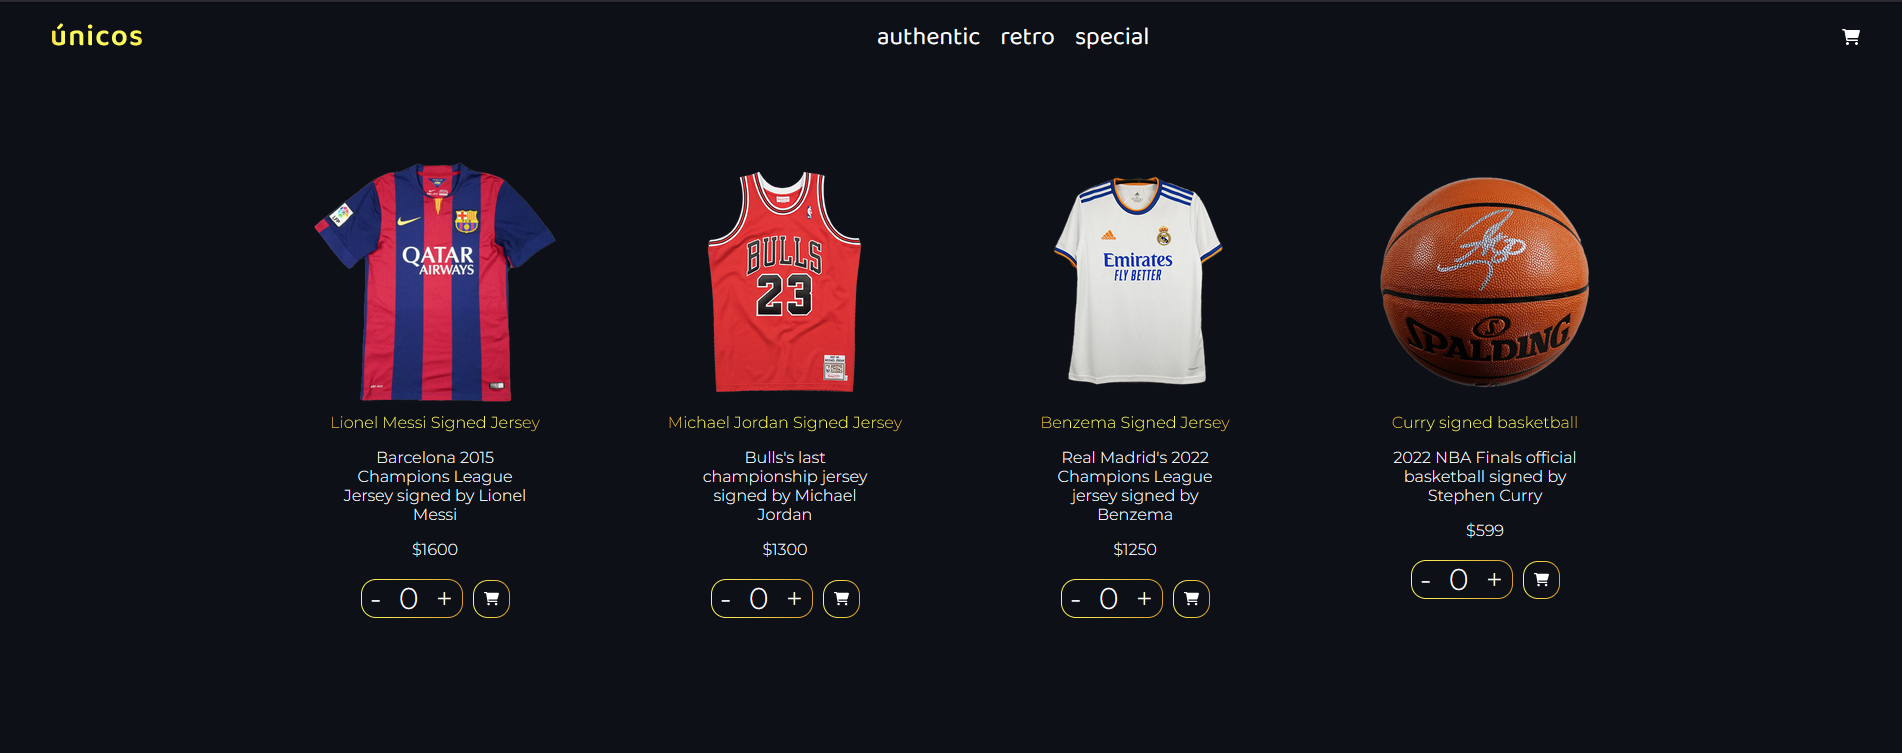 únicos
authentic retro special
QATAR
AIRWAYS
BULLS
23
Emirates
FLY BETTER
SPALDING
Lionel Messi Signed Jersey
Barcelona 2015
Champions League
Jersey signed by Lionel
Messi
$1600
- 0 +
Michael Jordan Signed Jersey
Bulls's last
championship jersey
signed by Michael
Jordan
$1300
- 0 +
Benzema Signed Jersey
Real Madrid's 2022
Champions League
jersey signed by
Benzema
$1250
- 0 +
Curry signed basketball
2022 NBA Finals official
basketball signed by
Stephen Curry
$599
- 0 +